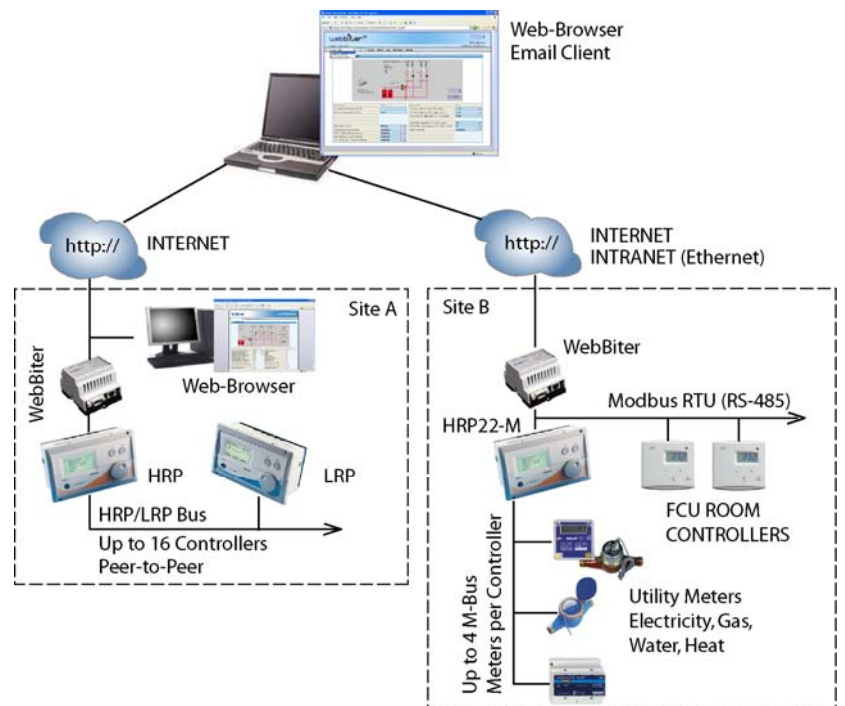 Web-Browser
Email Client
webbiter
http://
INTERNET
http://
INTERNET
INTRANET (Ethernet)
Site A
WebBiter
Web-Browser
HRP
LRP
HRP/LRP Bus
Up to 16 Controllers
Peer-to-Peer
Site B
WebBiter
Modbus RTU (RS-485)
HRP22-M
FCU ROOM
CONTROLLERS
Up to 4 M-Bus
Meters per Controller
Utility Meters
Electricity, Gas,
Water, Heat